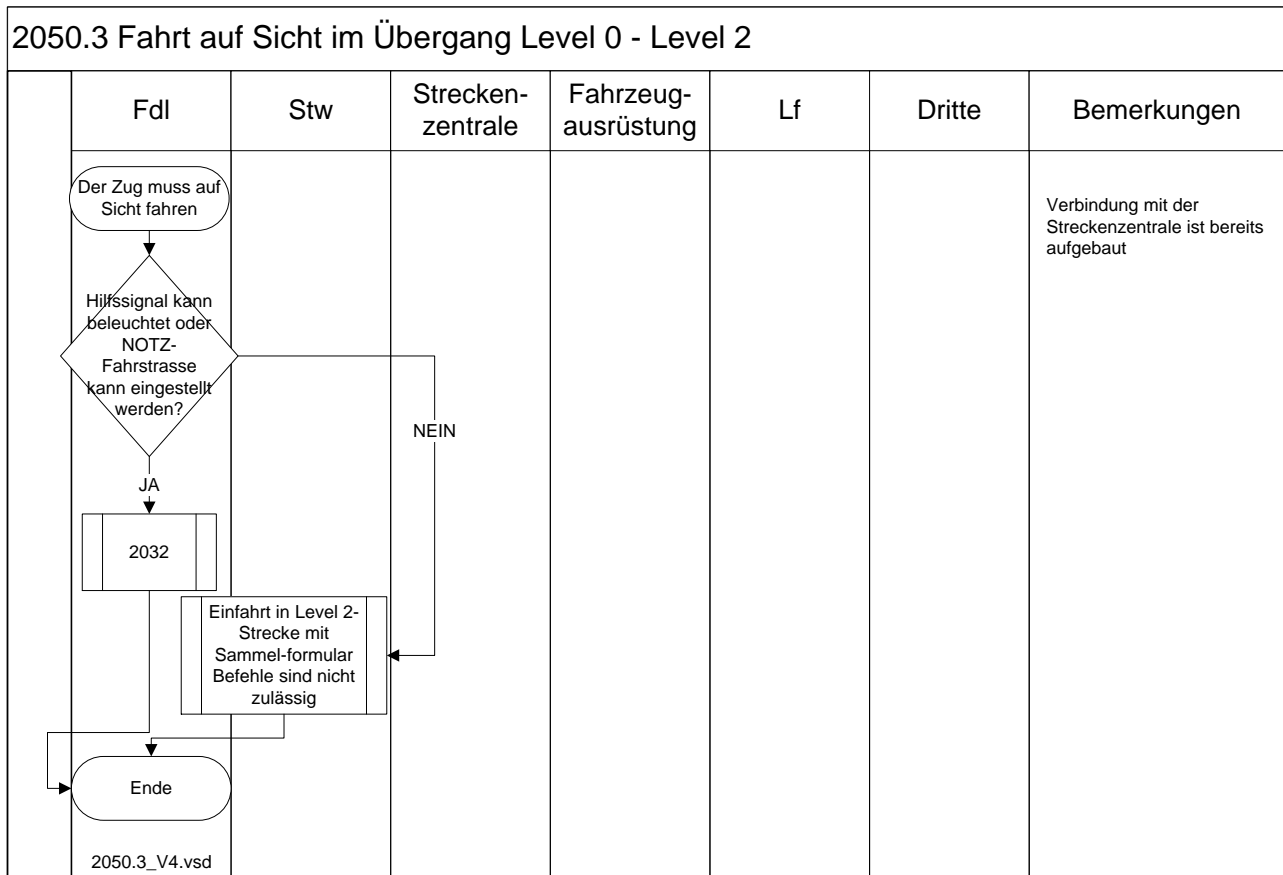 2050.3 Fahrt auf Sicht im Übergang Level 0 - Level 2
Fdl
Stw
Strecken-
zentrale
Fahrzeug-
ausrüstung
Lf
Dritte
Bemerkungen
Der Zug muss auf
Sicht fahren
Verbindung mit der
Streckenzentrale ist bereits
aufgebaut
Hilfssignal kann
beleuchtet oder
NOTZ-
Fahrstrasse
kann eingestellt
werden?
NEIN
JA
2032
Einfahrt in Level 2-
Strecke mit
Sammel-formular
Befehle sind nicht
zulässig
Ende
2050.3_V4.vsd